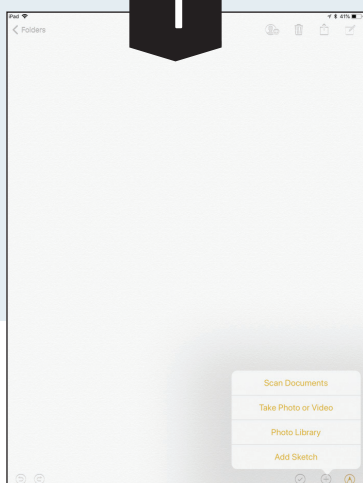 iPad
41%
Folders
Scan Documents
Take Photo or Video
Photo Library
Add Sketch